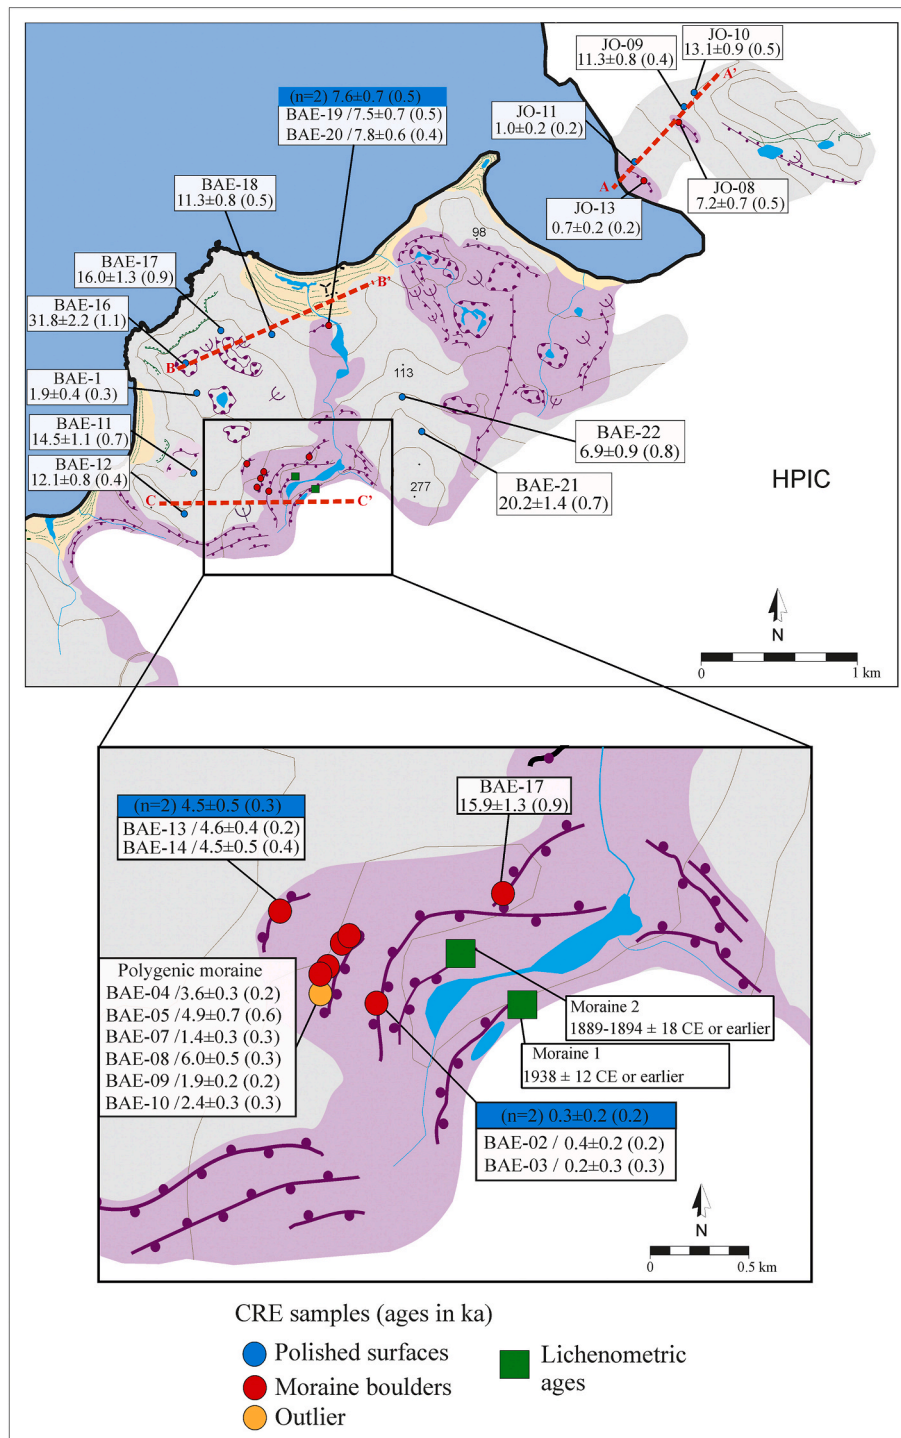 JO-10
13.1±0.9 (0.5)
JO-09
11.3±0.8 (0.4)
A'
(n=2) 7.6±0.7 (0.5)
BAE-19 /7.5±0.7 (0.5)
BAE-20 /7.8±0.6 (0.4)
JO-11
1.0±0.2 (0.2)
A
JO-08
7.2±0.7 (0.5)
JO-13
0.7±0.2 (0.2)
BAE-18
11.3±0.8 (0.5)
98
BAE-17
16.0±1.3 (0.9)
B'
BAE-16
31.8±2.2 (1.1)
B
113
BAE-1
1.9±0.4 (0.3)
BAE-11
14.5±1.1 (0.7)
BAE-22
6.9±0.9 (0.8)
BAE-12
12.1±0.8 (0.4)
277
BAE-21
20.2±1.4 (0.7)
HPIC
C
C'
N
0
1 km
BAE-17
15.9±1.3 (0.9)
(n=2) 4.5±0.5 (0.3)
BAE-13 /4.6±0.4 (0.2)
BAE-14 /4.5±0.5 (0.4)
Polygenic moraine
BAE-04 /3.6±0.3 (0.2)
BAE-05 /4.9±0.7 (0.6)
BAE-07 /1.4±0.3 (0.3)
BAE-08 /6.0±0.5 (0.3)
BAE-09 /1.9±0.2 (0.2)
BAE-10 /2.4±0.3 (0.3)
Moraine 2
1889-1894 ± 18 CE or earlier
Moraine 1
1938 ± 12 CE or earlier
(n=2) 0.3±0.2 (0.2)
BAE-02 / 0.4±0.2 (0.2)
BAE-03 / 0.2±0.3 (0.3)
N
0
0.5 km
CRE samples (ages in ka)
Polished surfaces
Moraine boulders
Outlier
Lichenometric
ages